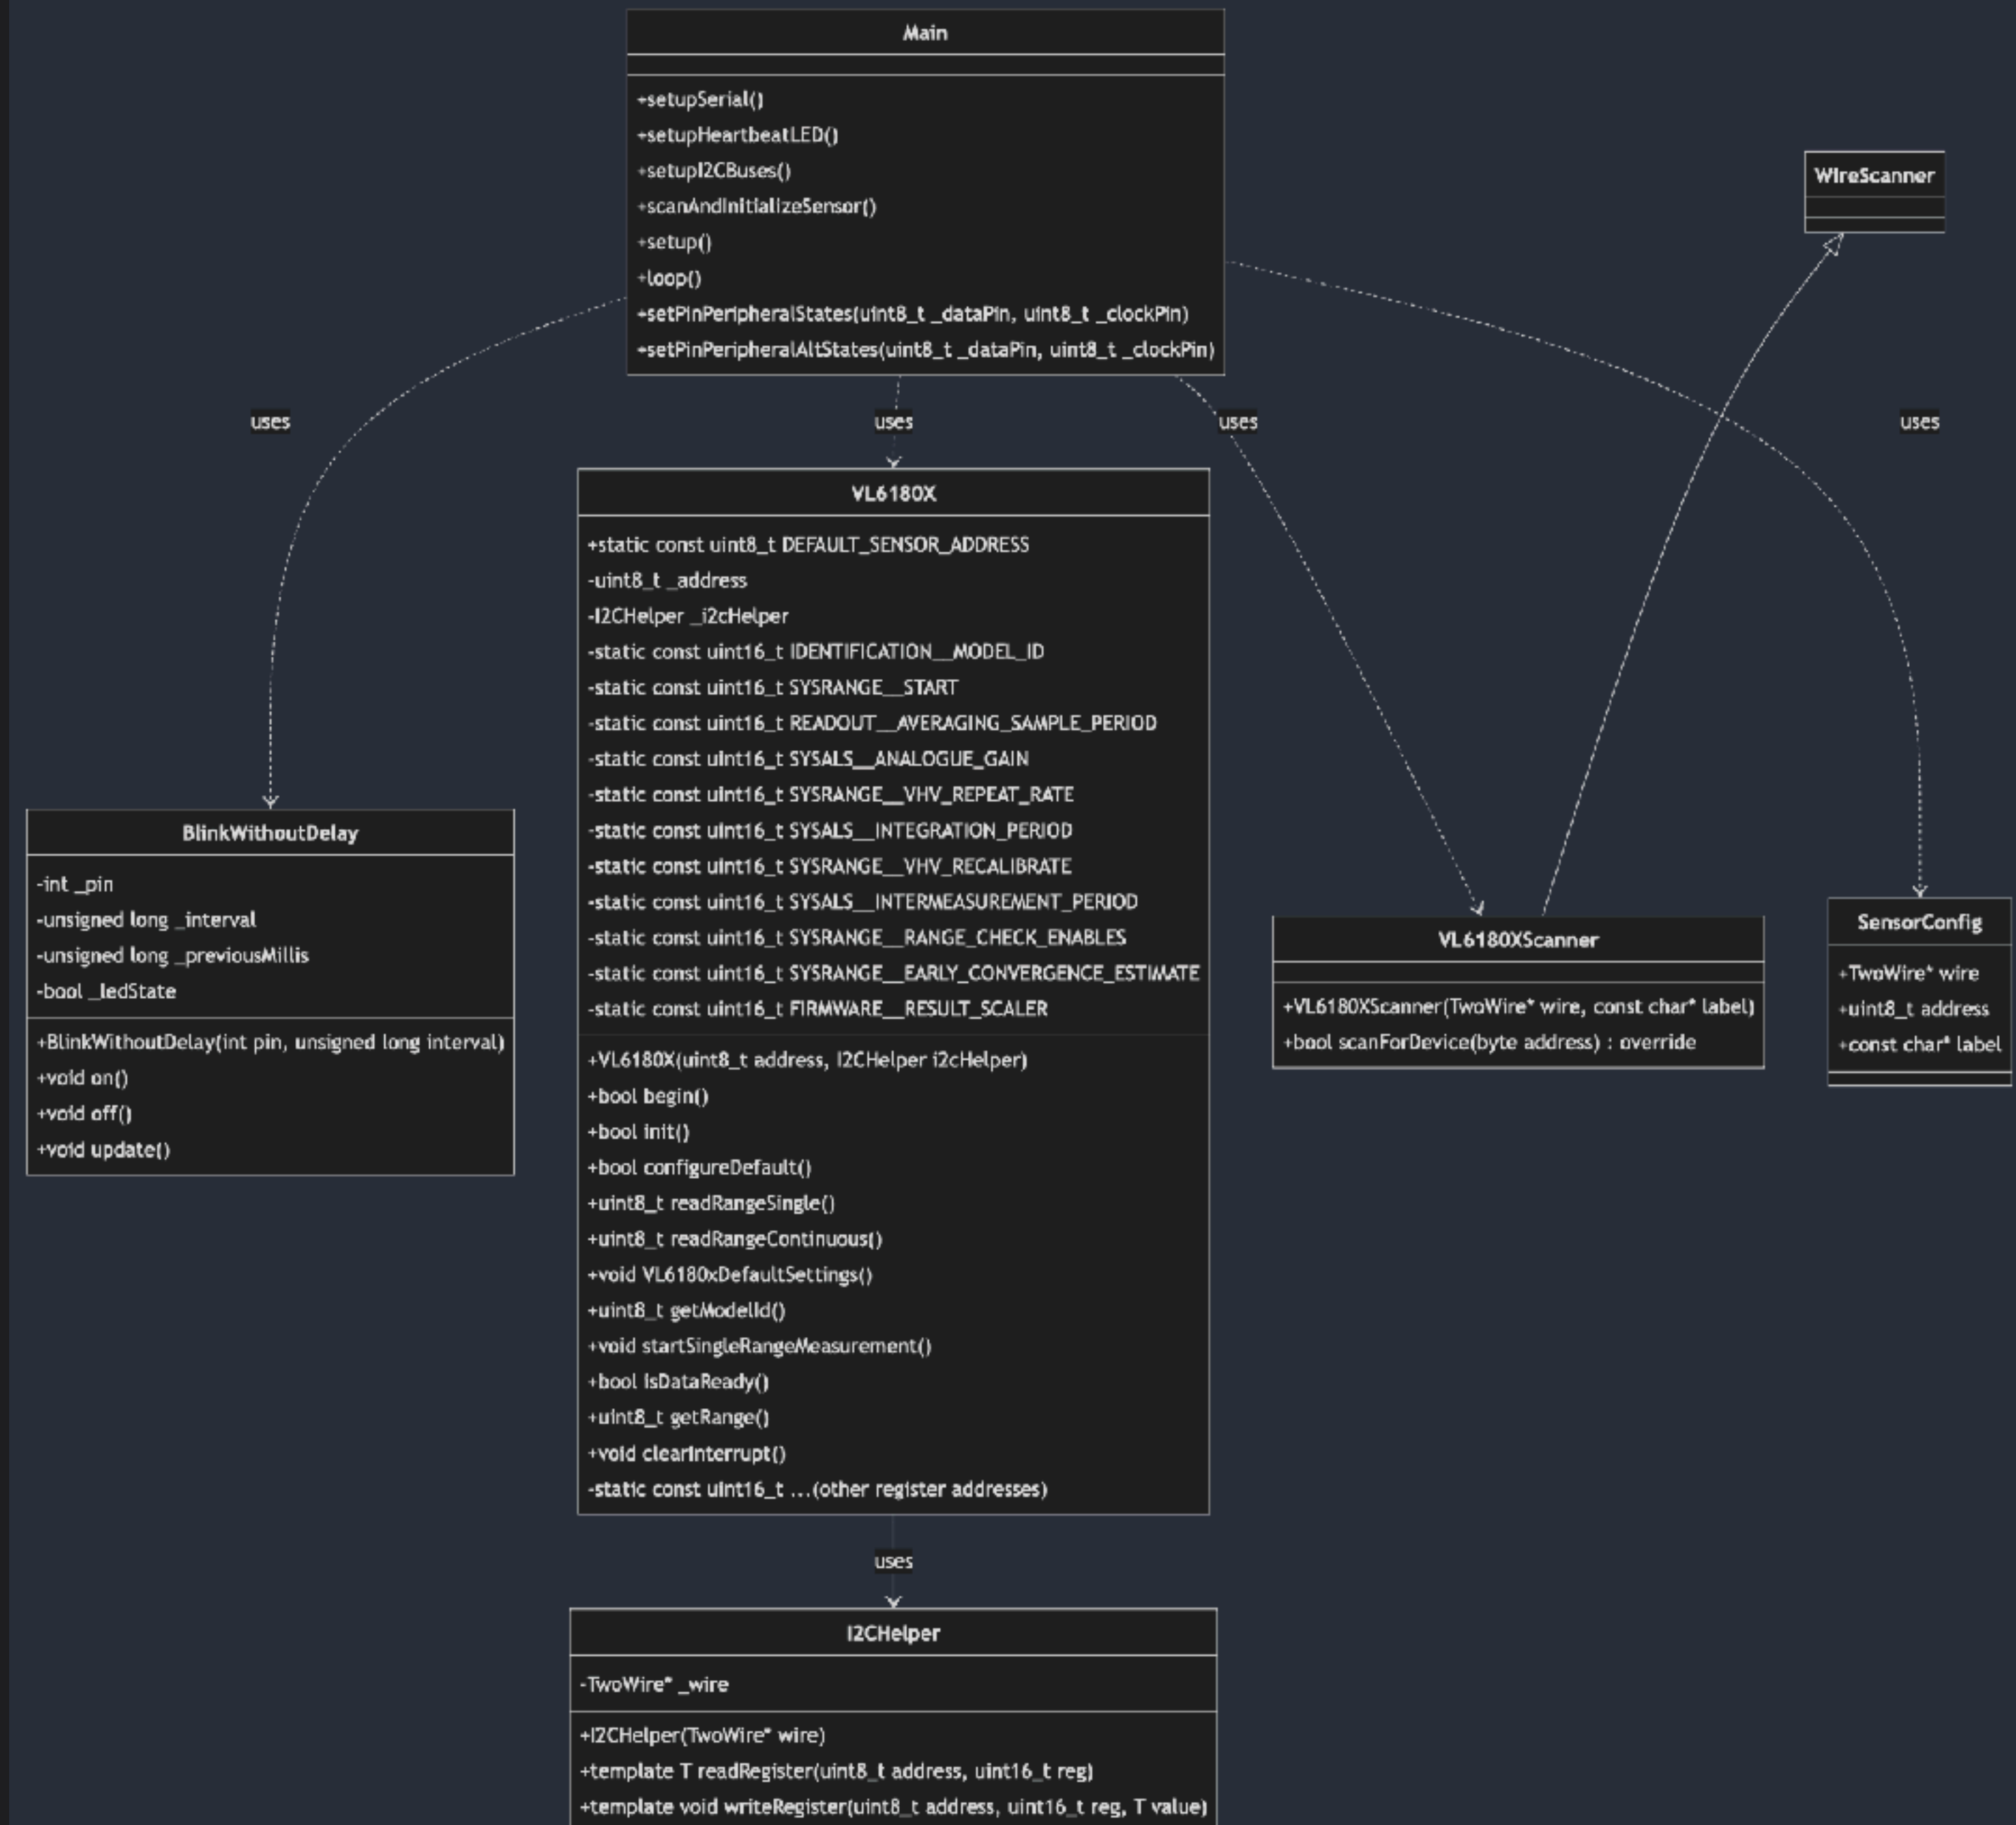 Main
+setupSerial()
+setupHeartbeatLED()
+setupI2CBuses()
+scanAndInitializeSensor()
+setup()
+loop()
+setPinPeripheralStates(uint8_t _dataPin, uint8_t _clockPin)
+setPinPeripheralAltStates(uint8_t _dataPin, uint8_t _clockPin)
WireScanner
uses
uses
uses
uses
VL6180X
+static const uint8_t DEFAULT_SENSOR_ADDRESS
-uint8_t _address
-I2CHelper _i2cHelper
-static const uint16_t IDENTIFICATION__MODEL_ID
-static const uint16_t SYSRANGE__START
-static const uint16_t READOUT__AVERAGING_SAMPLE_PERIOD
-static const uint16_t SYSALS__ANALOGUE_GAIN
-static const uint16_t SYSRANGE__VHV_REPEAT_RATE
-static const uint16_t SYSALS__INTEGRATION_PERIOD
-static const uint16_t SYSRANGE__VHV_RECALIBRATE
-static const uint16_t SYSALS__INTERMEASUREMENT_PERIOD
-static const uint16_t SYSRANGE__RANGE_CHECK_ENABLES
-static const uint16_t SYSRANGE__EARLY_CONVERGENCE_ESTIMATE
-static const uint16_t FIRMWARE__RESULT_SCALER
+VL6180X(uint8_t address, I2CHelper i2cHelper)
+bool begin()
+bool init()
+bool configureDefault()
+uint8_t readRangeSingle()
+uint8_t readRangeContinuous()
+void VL6180xDefaultSettings()
+uint8_t getModelId()
+void startSingleRangeMeasurement()
+bool isDataReady()
+uint8_t getRange()
+void clearInterrupt()
-static const uint16_t ...(other register addresses)
BlinkWithoutDelay
-int _pin
-unsigned long _interval
-unsigned long _previousMillis
-bool _ledState
+BlinkWithoutDelay(int pin, unsigned long interval)
+void on()
+void off()
+void update()
VL6180XScanner
+VL6180XScanner(TwoWire* wire, const char* label)
+bool scanForDevice(byte address) : override
SensorConfig
+TwoWire* wire
+uint8_t address
+const char* label
uses
I2CHelper
-TwoWire* _wire
+I2CHelper(TwoWire* wire)
+template T readRegister(uint8_t address, uint16_t reg)
+template void writeRegister(uint8_t address, uint16_t reg, T value)